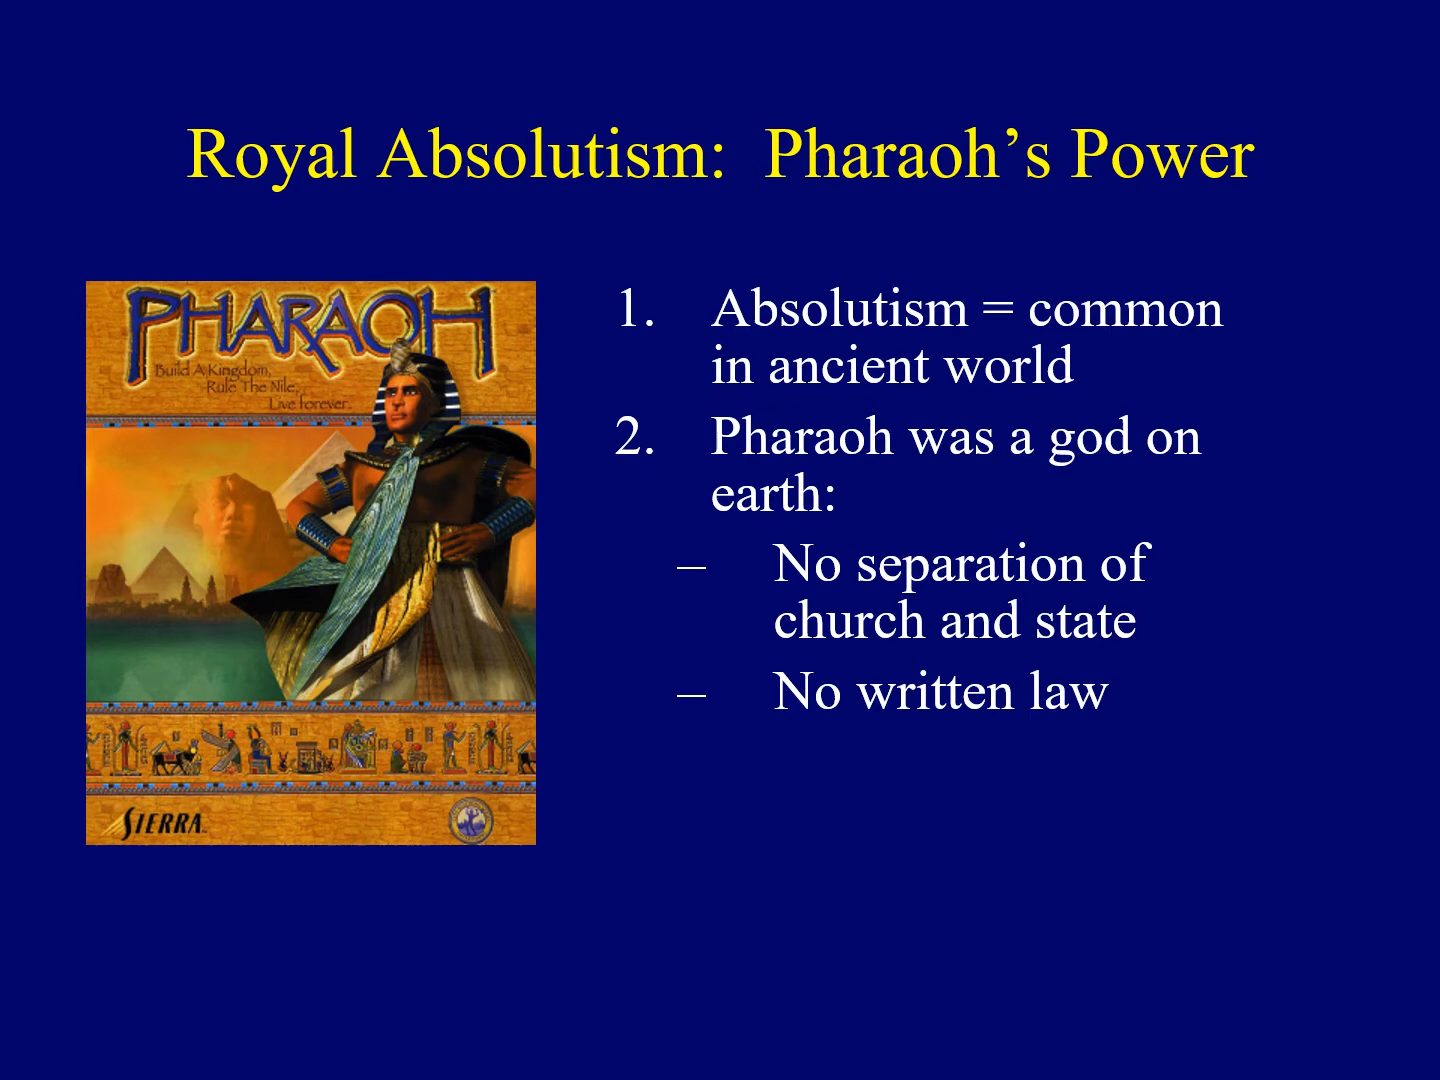 Royal Absolutism: Pharaoh’s Power
PHARAOH
Build A Kingdom,
Rule The Nile,
Live Forever.
SIERRA
1. Absolutism = common
in ancient world
2. Pharaoh was a god on
earth:
– No separation of
church and state
– No written law